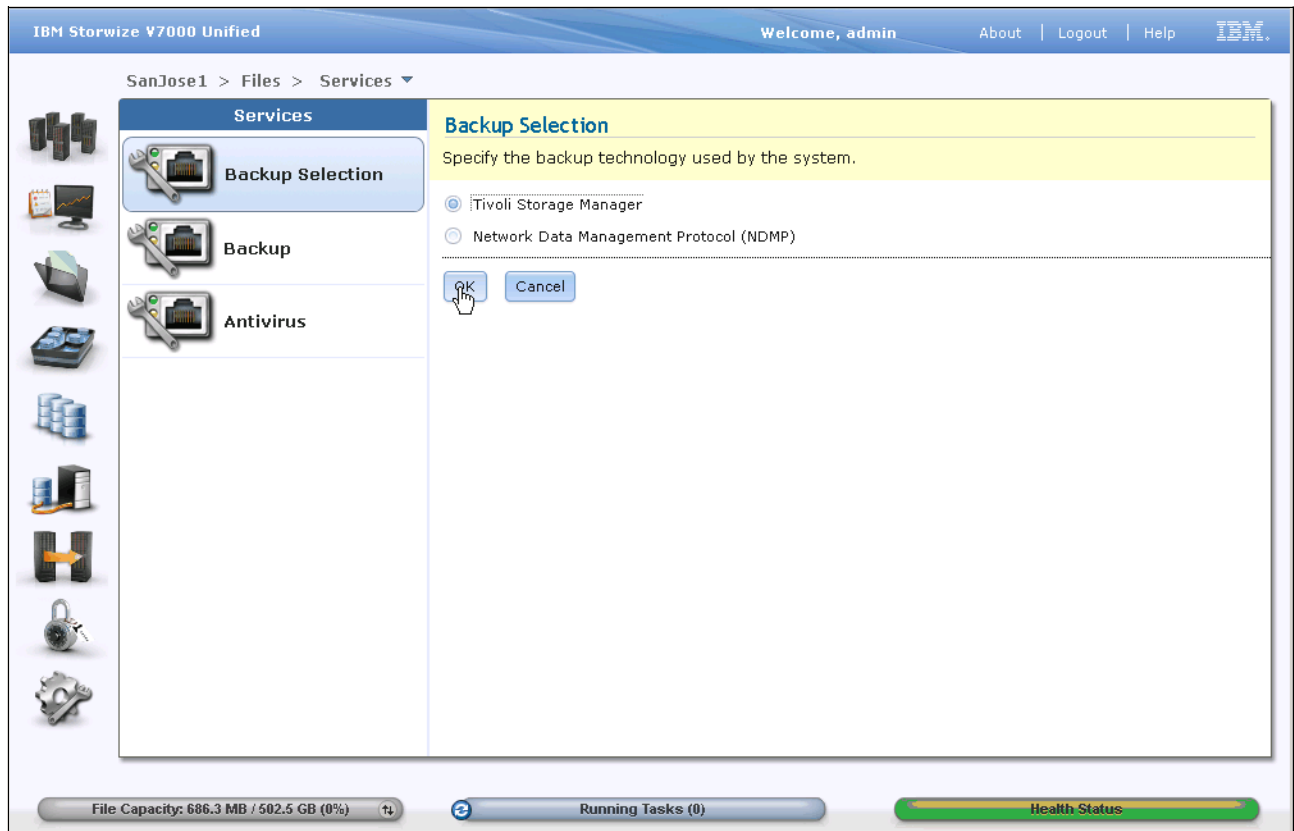 IBM Storwize V7000 Unified
Welcome, admin
About | Logout | Help
IBM.
SanJose1 > Files > Services
Services
Backup Selection
Backup
Antivirus
Backup Selection
Specify the backup technology used by the system.
Tivoli Storage Manager
Network Data Management Protocol (NDMP)
OK
Cancel
File Capacity: 686.3 MB / 502.5 GB (0%)
Running Tasks (0)
Health Status